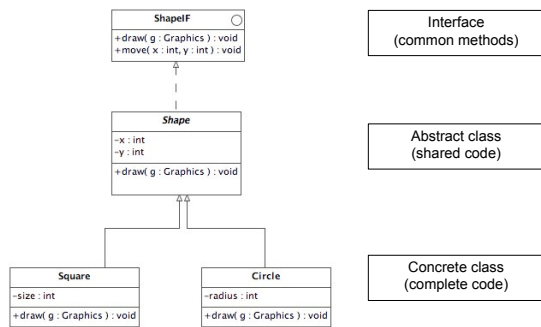 ShapeIF
+draw( g : Graphics ) : void
+move( x : int, y : int ) : void
Interface
(common methods)
Shape
-x : int
-y : int
+draw( g : Graphics ) : void
Abstract class
(shared code)
Square
-size : int
+draw( g : Graphics ) : void
Circle
-radius : int
+draw( g : Graphics ) : void
Concrete class
(complete code)